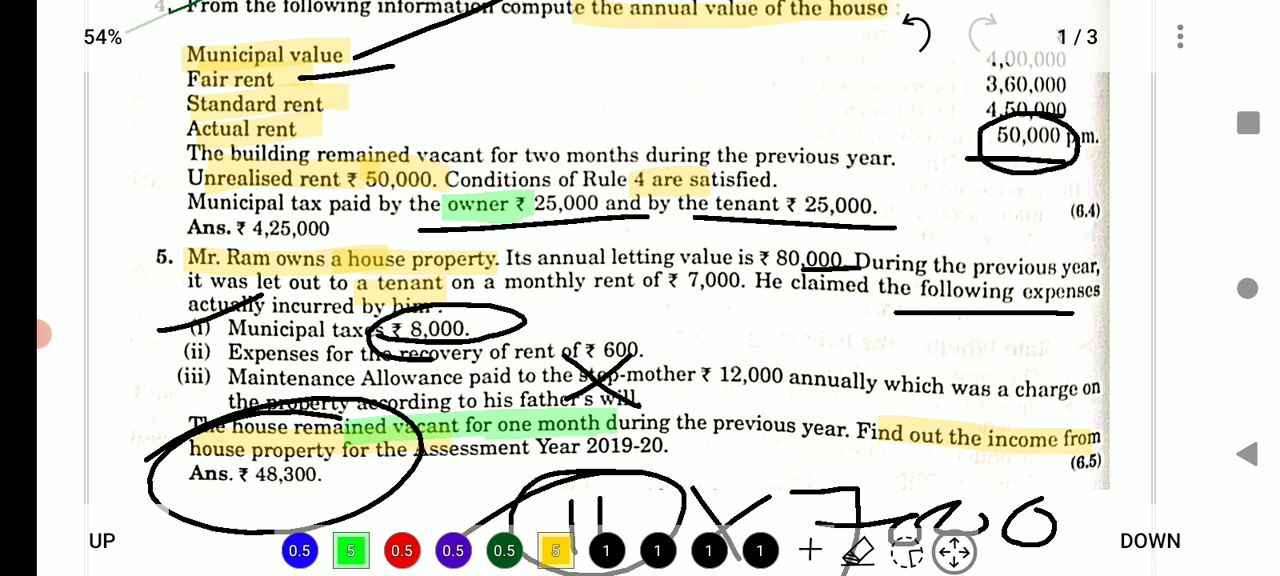 4. From the following information compute the annual value of the house :
54%
1 / 3
Municipal value 4,00,000
Fair rent 3,60,000
Standard rent 4,50,000
Actual rent 50,000 p.m.
The building remained vacant for two months during the previous year.
Unrealised rent ₹ 50,000. Conditions of Rule 4 are satisfied.
Municipal tax paid by the owner ₹ 25,000 and by the tenant ₹ 25,000.
(6.4)
Ans. ₹ 4,25,000
5. Mr. Ram owns a house property. Its annual letting value is ₹ 80,000. During the previous year,
it was let out to a tenant on a monthly rent of ₹ 7,000. He claimed the following expenses
actually incurred by him :
(i) Municipal taxes ₹ 8,000.
(ii) Expenses for the recovery of rent of ₹ 600.
(iii) Maintenance Allowance paid to the step-mother ₹ 12,000 annually which was a charge on
the property according to his father's will.
The house remained vacant for one month during the previous year. Find out the income from
house property for the Assessment Year 2019-20.
(6.5)
Ans. ₹ 48,300.
11 × 7000
UP
0.5 5 0.5 0.5 0.5 5 1 1 1 1 +
DOWN